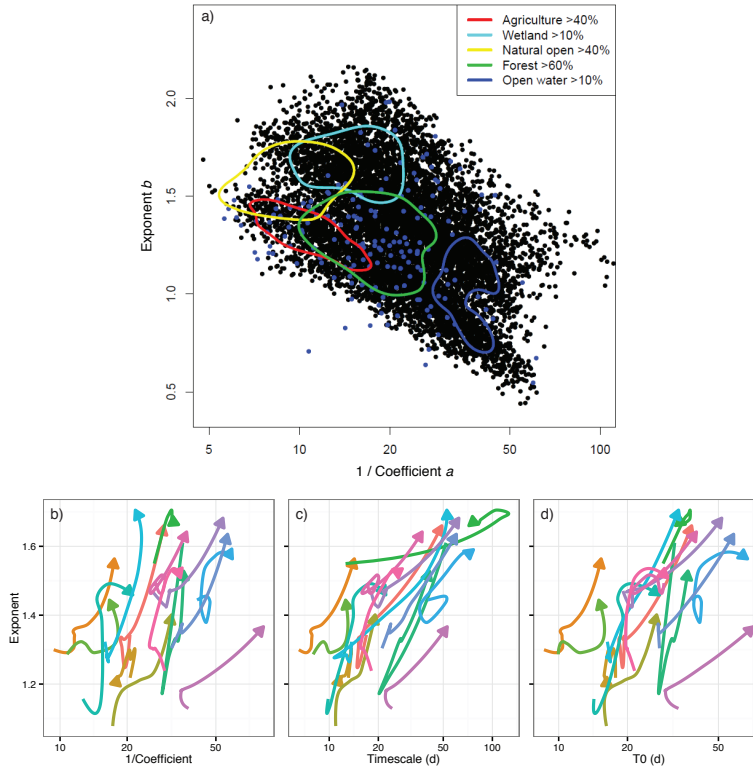 a)
Agriculture >40%
Wetland >10%
Natural open >40%
Forest >60%
Open water >10%
2.0
1.5
1.0
0.5
Exponent b
5 10 20 50 100
1 / Coefficient a
b) c) d)
1.6
1.4
1.2
Exponent
10 20 50 10 20 50 100 10 20 50
1/Coefficient Timescale (d) T0 (d)